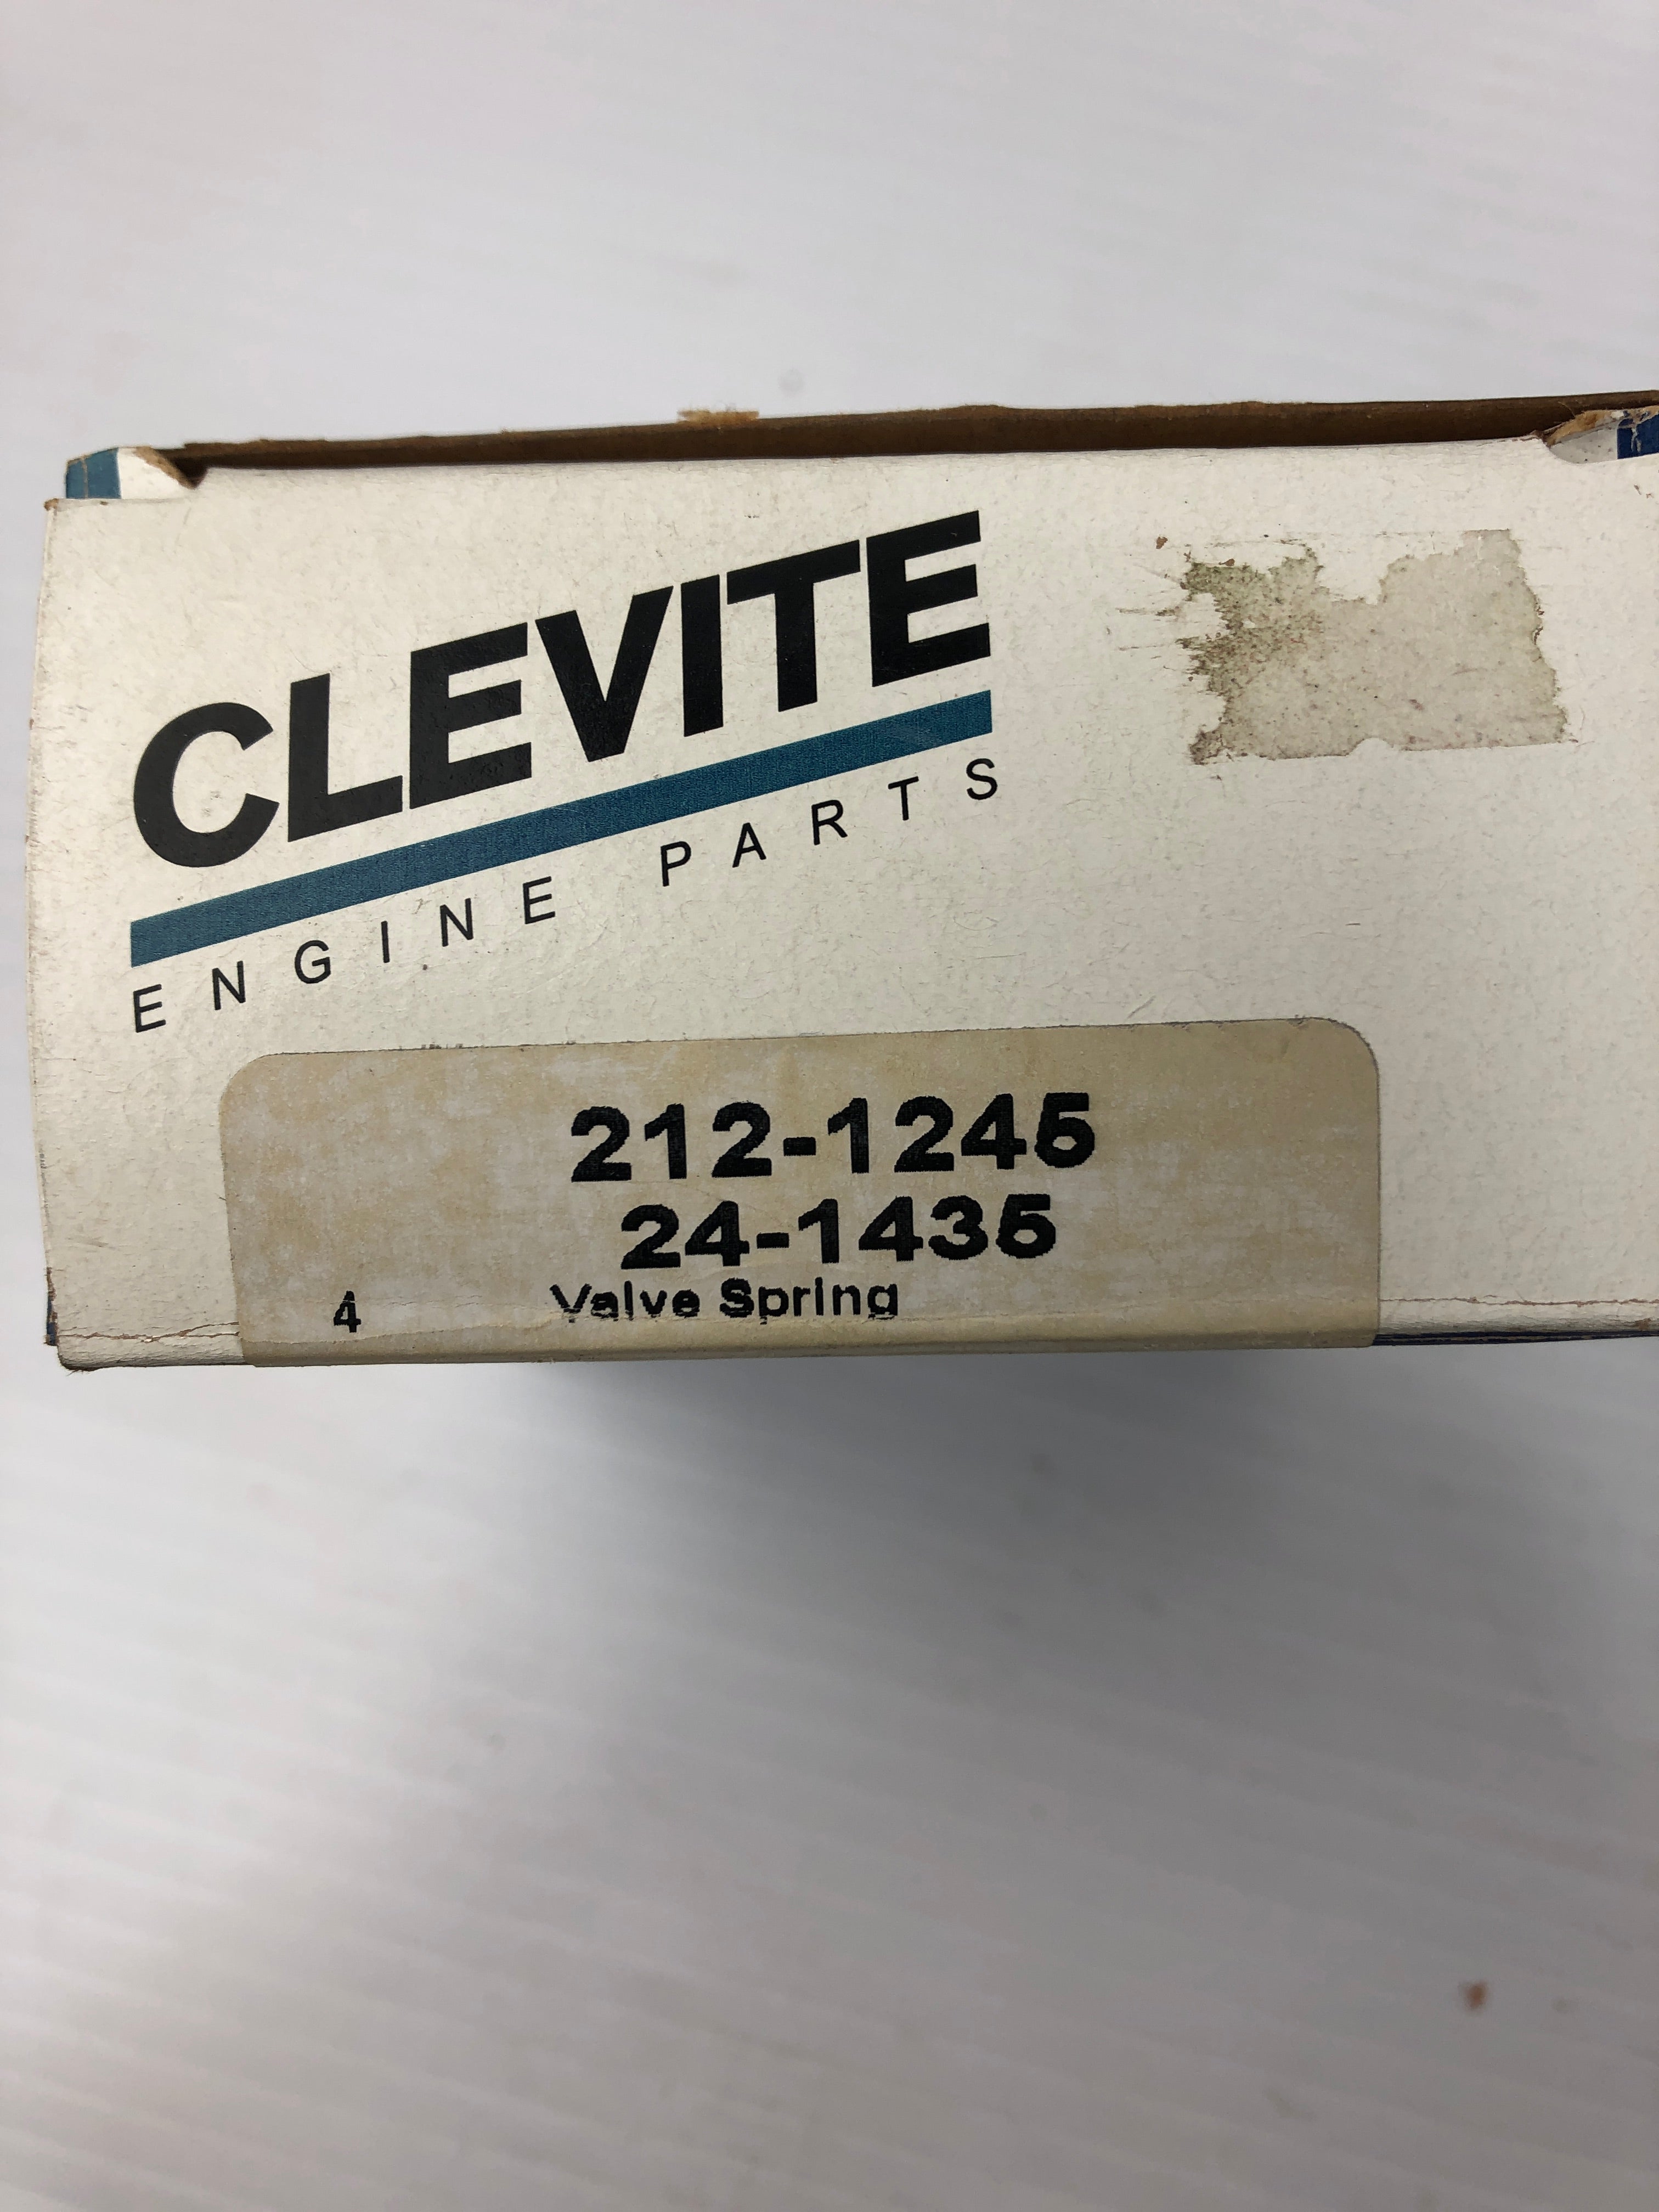 CLEVITE
ENGINE PARTS
212-1245
24-1435
4 Valve Spring